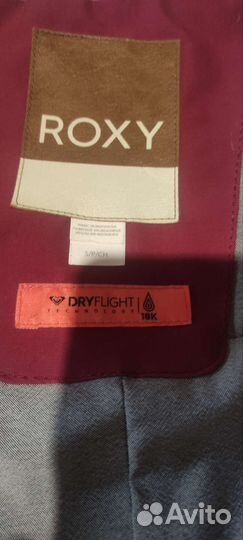 ROXY
S/P/CH
DRYFLIGHT
TECHNOLOGY
10K
Avito